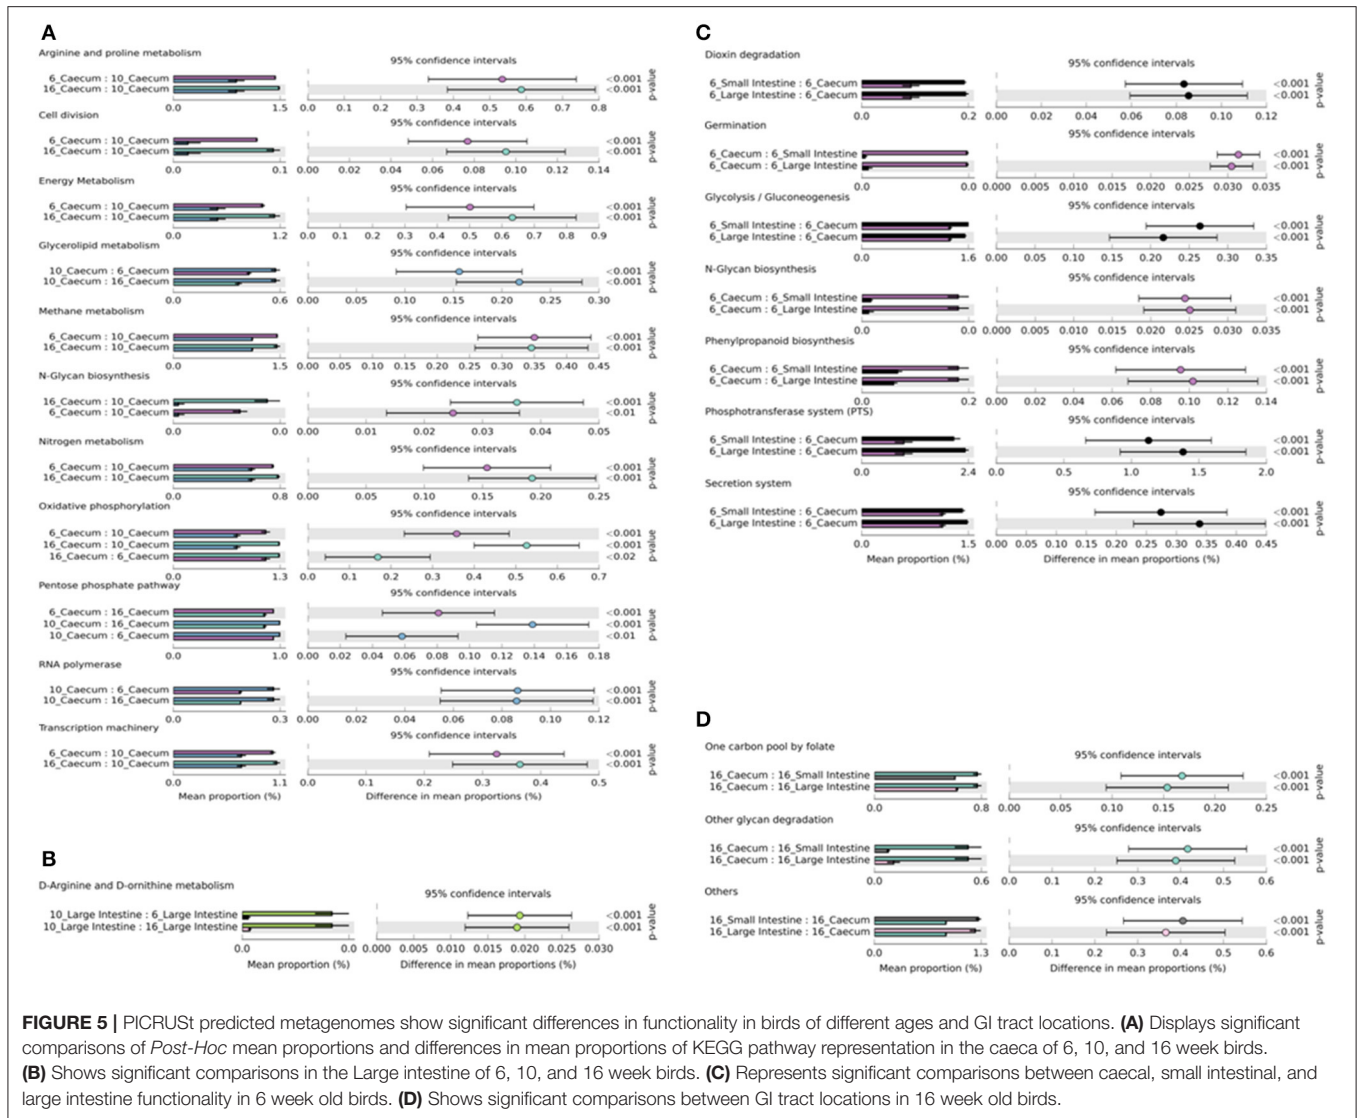 A
Arginine and proline metabolism
95% confidence intervals
6_Caecum : 10_Caecum <0.001
16_Caecum : 10_Caecum <0.001
p-value
0.0 1.5 0.0 0.1 0.2 0.3 0.4 0.5 0.6 0.7 0.8
Cell division
95% confidence intervals
6_Caecum : 10_Caecum <0.001
16_Caecum : 10_Caecum <0.001
p-value
0.0 0.1 0.00 0.02 0.04 0.06 0.08 0.10 0.12 0.14
Energy Metabolism
95% confidence intervals
6_Caecum : 10_Caecum <0.001
16_Caecum : 10_Caecum <0.001
p-value
0.0 1.2 0.0 0.1 0.2 0.3 0.4 0.5 0.6 0.7 0.8 0.9
Glycerolipid metabolism
95% confidence intervals
10_Caecum : 6_Caecum <0.001
10_Caecum : 16_Caecum <0.001
p-value
0.0 0.6 0.00 0.05 0.10 0.15 0.20 0.25 0.30
Methane metabolism
95% confidence intervals
6_Caecum : 10_Caecum <0.001
16_Caecum : 10_Caecum <0.001
p-value
0.0 1.5 0.00 0.05 0.10 0.15 0.20 0.25 0.30 0.35 0.40 0.45
N-Glycan biosynthesis
95% confidence intervals
16_Caecum : 10_Caecum <0.001
6_Caecum : 10_Caecum <0.01
p-value
0.0 0.0 0.00 0.01 0.02 0.03 0.04 0.05
Nitrogen metabolism
95% confidence intervals
6_Caecum : 10_Caecum <0.001
16_Caecum : 10_Caecum <0.001
p-value
0.0 0.8 0.00 0.05 0.10 0.15 0.20 0.25
Oxidative phosphorylation
95% confidence intervals
6_Caecum : 10_Caecum <0.001
16_Caecum : 10_Caecum <0.001
16_Caecum : 6_Caecum <0.02
p-value
0.0 1.3 0.0 0.1 0.2 0.3 0.4 0.5 0.6 0.7
Pentose phosphate pathway
95% confidence intervals
6_Caecum : 16_Caecum <0.001
10_Caecum : 16_Caecum <0.001
10_Caecum : 6_Caecum <0.01
p-value
0.0 1.0 0.00 0.02 0.04 0.06 0.08 0.10 0.12 0.14 0.16 0.18
RNA polymerase
95% confidence intervals
10_Caecum : 6_Caecum <0.001
10_Caecum : 16_Caecum <0.001
p-value
0.0 0.3 0.00 0.02 0.04 0.06 0.08 0.10 0.12
Transcription machinery
95% confidence intervals
6_Caecum : 10_Caecum <0.001
16_Caecum : 10_Caecum <0.001
p-value
0.0 1.1 0.0 0.1 0.2 0.3 0.4 0.5
Mean proportion (%) Difference in mean proportions (%)
B
D-Arginine and D-ornithine metabolism
95% confidence intervals
10_Large Intestine : 6_Large Intestine <0.001
10_Large Intestine : 16_Large Intestine <0.001
p-value
0.0 0.0 0.000 0.005 0.010 0.015 0.020 0.025 0.030
Mean proportion (%) Difference in mean proportions (%)
C
Dioxin degradation
95% confidence intervals
6_Small Intestine : 6_Caecum <0.001
6_Large Intestine : 6_Caecum <0.001
p-value
0.0 0.2 0.00 0.02 0.04 0.06 0.08 0.10 0.12
Germination
95% confidence intervals
6_Caecum : 6_Small Intestine <0.001
6_Caecum : 6_Large Intestine <0.001
p-value
0.0 0.0 0.000 0.005 0.010 0.015 0.020 0.025 0.030 0.035
Glycolysis / Gluconeogenesis
95% confidence intervals
6_Small Intestine : 6_Caecum <0.001
6_Large Intestine : 6_Caecum <0.001
p-value
0.0 1.6 0.00 0.05 0.10 0.15 0.20 0.25 0.30 0.35
N-Glycan biosynthesis
95% confidence intervals
6_Caecum : 6_Small Intestine <0.001
6_Caecum : 6_Large Intestine <0.001
p-value
0.0 0.0 0.000 0.005 0.010 0.015 0.020 0.025 0.030 0.035
Phenylpropanoid biosynthesis
95% confidence intervals
6_Caecum : 6_Small Intestine <0.001
6_Caecum : 6_Large Intestine <0.001
p-value
0.0 0.2 0.00 0.02 0.04 0.06 0.08 0.10 0.12 0.14
Phosphotransferase system (PTS)
95% confidence intervals
6_Small Intestine : 6_Caecum <0.001
6_Large Intestine : 6_Caecum <0.001
p-value
0.0 2.4 0.0 0.5 1.0 1.5 2.0
Secretion system
95% confidence intervals
6_Small Intestine : 6_Caecum <0.001
6_Large Intestine : 6_Caecum <0.001
p-value
0.0 1.5 0.00 0.05 0.10 0.15 0.20 0.25 0.30 0.35 0.40 0.45
Mean proportion (%) Difference in mean proportions (%)
D
One carbon pool by folate
95% confidence intervals
16_Caecum : 16_Small Intestine <0.001
16_Caecum : 16_Large Intestine <0.001
p-value
0.0 0.8 0.00 0.05 0.10 0.15 0.20 0.25
Other glycan degradation
95% confidence intervals
16_Caecum : 16_Small Intestine <0.001
16_Caecum : 16_Large Intestine <0.001
p-value
0.0 0.6 0.0 0.1 0.2 0.3 0.4 0.5 0.6
Others
95% confidence intervals
16_Small Intestine : 16_Caecum <0.001
16_Large Intestine : 16_Caecum <0.001
p-value
0.0 1.3 0.0 0.1 0.2 0.3 0.4 0.5 0.6
Mean proportion (%) Difference in mean proportions (%)
FIGURE 5 | PICRUSt predicted metagenomes show significant differences in functionality in birds of different ages and GI tract locations. (A) Displays significant
comparisons of Post-Hoc mean proportions and differences in mean proportions of KEGG pathway representation in the caeca of 6, 10, and 16 week birds.
(B) Shows significant comparisons in the Large intestine of 6, 10, and 16 week birds. (C) Represents significant comparisons between caecal, small intestinal, and
large intestine functionality in 6 week old birds. (D) Shows significant comparisons between GI tract locations in 16 week old birds.